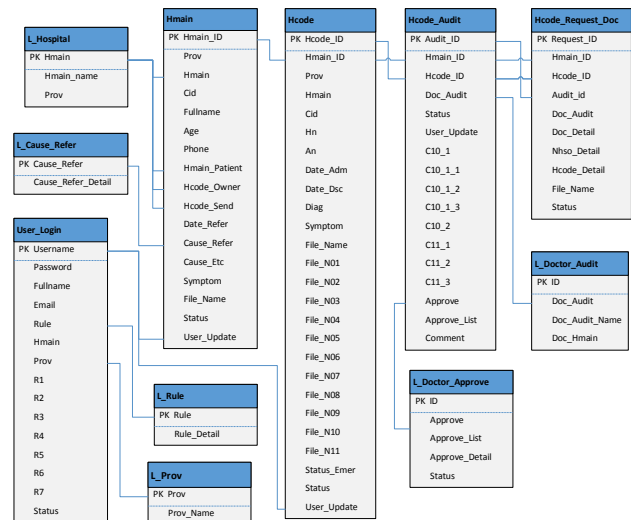 L_Hospital
PK Hmain
Hmain_name
Prov
L_Cause_Refer
PK Cause_Refer
Cause_Refer_Detail
User_Login
PK Username
Password
Fullname
Email
Rule
Hmain
Prov
R1
R2
R3
R4
R5
R6
R7
Status
Hmain
PK Hmain_ID
Prov
Hmain
Cid
Fullname
Age
Phone
Hmain_Patient
Hcode_Owner
Hcode_Send
Date_Refer
Cause_Refer
Cause_Etc
Symptom
File_Name
Status
User_Update
L_Rule
PK Rule
Rule_Detail
L_Prov
PK Prov
Prov_Name
Hcode
PK Hcode_ID
Hmain_ID
Prov
Hmain
Cid
Hn
An
Date_Adm
Date_Dsc
Diag
Symptom
File_Name
File_N01
File_N02
File_N03
File_N04
File_N05
File_N06
File_N07
File_N08
File_N09
File_N10
File_N11
Status_Emer
Status
User_Update
Hcode_Audit
PK Audit_ID
Hmain_ID
Hcode_ID
Doc_Audit
Status
User_Update
C10_1
C10_1_1
C10_1_2
C10_1_3
C10_2
C11_1
C11_2
C11_3
Approve
Approve_List
Comment
L_Doctor_Approve
PK ID
Approve
Approve_List
Approve_Detail
Status
Hcode_Request_Doc
PK Request_ID
Hmain_ID
Hcode_ID
Audit_id
Doc_Audit
Doc_Detail
Nhso_Detail
Hcode_Detail
File_Name
Status
L_Doctor_Audit
PK ID
Doc_Audit
Doc_Audit_Name
Doc_Hmain